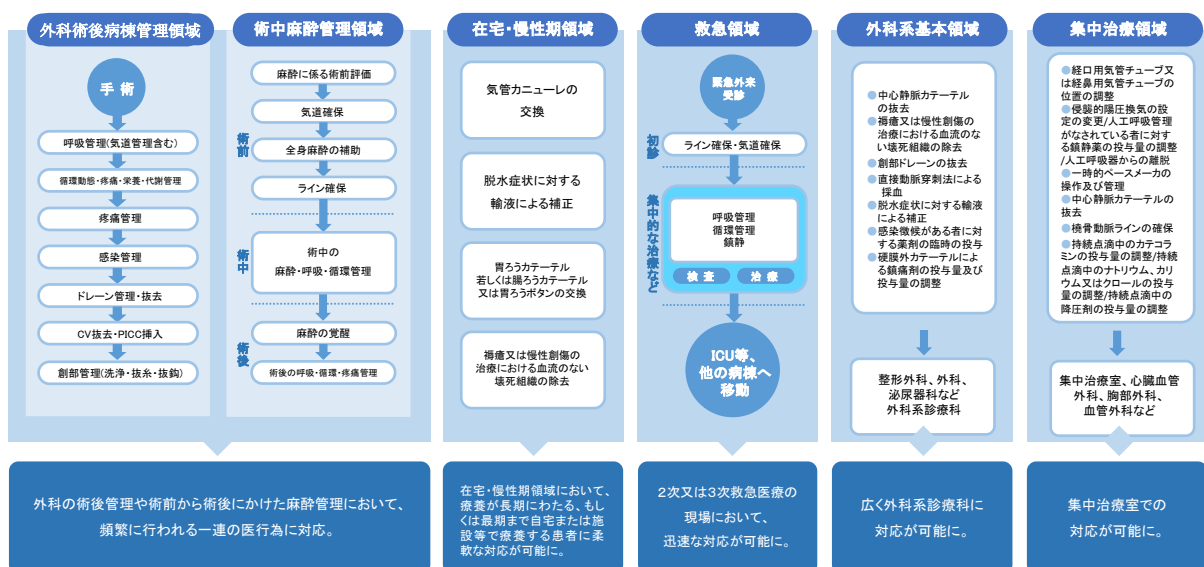 外科術後病棟管理領域
手術
呼吸管理(気道管理含む)
循環動態・疼痛・栄養・代謝管理
疼痛管理
感染管理
ドレーン管理・抜去
CV抜去・PICC挿入
創部管理(洗浄・抜糸・抜鈎)
術中麻酔管理領域
術前
麻酔に係る術前評価
気道確保
全身麻酔の補助
ライン確保
術中
術中の
麻酔・呼吸・循環管理
術後
麻酔の覚醒
術後の呼吸・循環・疼痛管理
外科の術後管理や術前から術後にかけた麻酔管理において、
頻繁に行われる一連の医行為に対応。
在宅・慢性期領域
気管カニューレの
交換
脱水症状に対する
輸液による補正
胃ろうカテーテル
若しくは腸ろうカテーテル
又は胃ろうボタンの交換
褥瘡又は慢性創傷の
治療における血流のない
壊死組織の除去
在宅・慢性期領域において、
療養が長期にわたる、もし
くは最期まで自宅または施
設等で療養する患者に柔
軟な対応が可能に。
救急領域
緊急外来
受診
初診
ライン確保・気道確保
集中的な治療など
呼吸管理
循環管理
鎮静
検査
治療
ICU等、
他の病棟へ
移動
2次又は3次救急医療の
現場において、
迅速な対応が可能に。
外科系基本領域
●中心静脈カテーテル
の抜去
●褥瘡又は慢性創傷の
治療における血流のな
い壊死組織の除去
●創部ドレーンの抜去
●直接動脈穿刺法による
採血
●脱水症状に対する輸液
による補正
●感染徴候がある者に対
する薬剤の臨時の投与
●硬膜外カテーテルによ
る鎮痛剤の投与量及び
投与量の調整
整形外科、外科、
泌尿器科など
外科系診療科
広く外科系診療科に
対応が可能に。
集中治療領域
●経口用気管チューブ又
は経鼻用気管チューブの
位置の調整
●侵襲的陽圧換気の設
定の変更/人工呼吸管理
がなされている者に対す
る鎮静薬の投与量の調整
/人工呼吸器からの離脱
●一時的ペースメーカの
操作及び管理
●中心静脈カテーテルの
抜去
●橈骨動脈ラインの確保
●持続点滴中のカテコラ
ミンの投与量の調整/持続
点滴中のナトリウム、カリ
ウム又はクロールの投与
量の調整/持続点滴中の
降圧剤の投与量の調整
集中治療室、心臓血管
外科、胸部外科、
血管外科など
集中治療室での
対応が可能に。